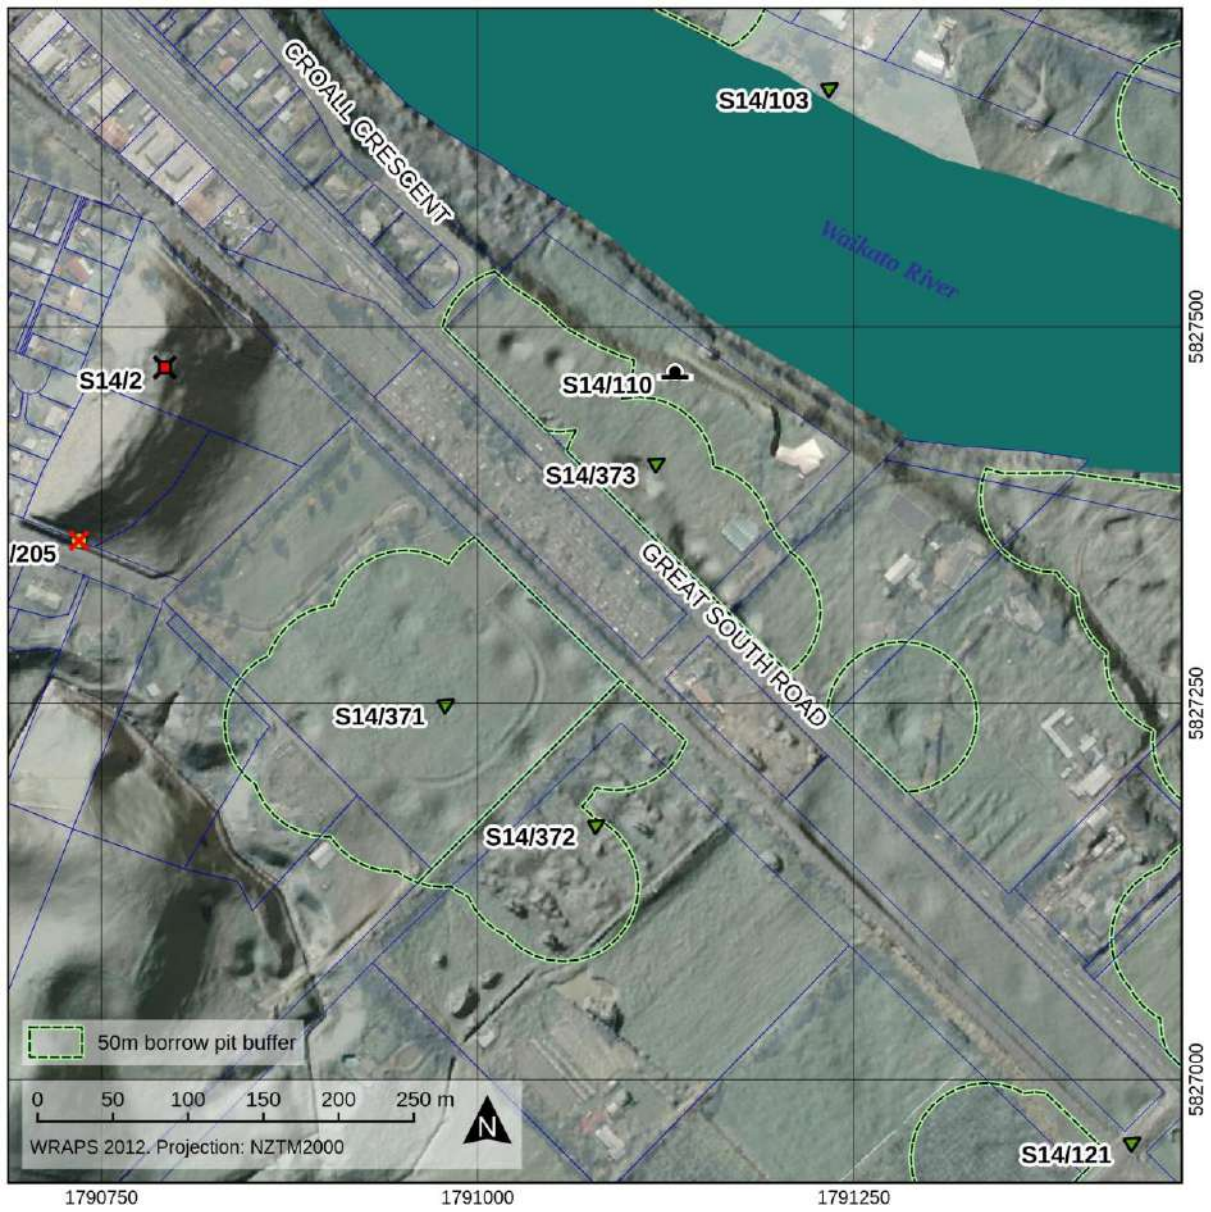 CROALL CRESCENT
S14/103
Waikato River
5827500
S14/2
S14/110
S14/373
/205
GREAT SOUTH ROAD
5827250
S14/371
S14/372
50m borrow pit buffer
0 50 100 150 200 250 m
N
WRAPS 2012. Projection: NZTM2000
5827000
S14/121
1790750 1791000 1791250